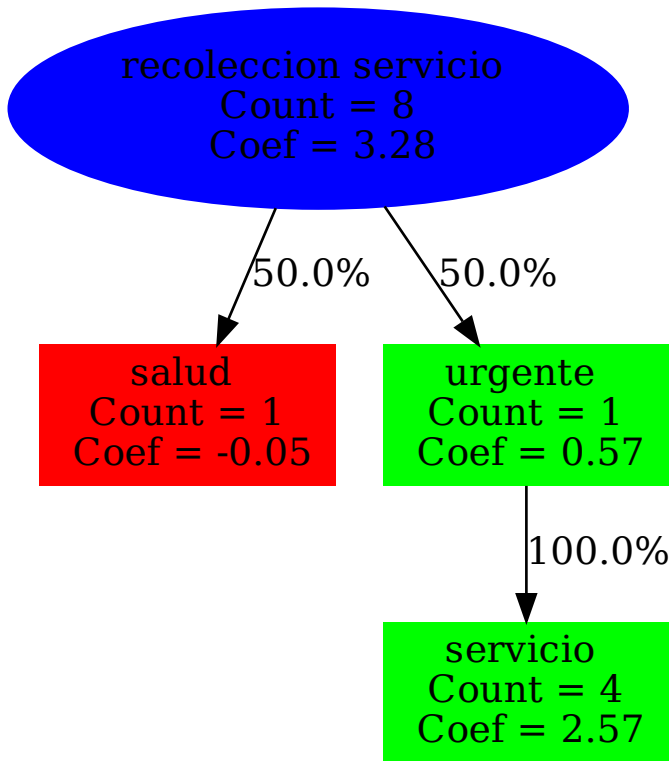 recoleccion servicio
Count = 8
Coef = 3.28
50.0%
50.0%
salud
Count = 1
Coef = -0.05
urgente
Count = 1
Coef = 0.57
100.0%
servicio
Count = 4
Coef = 2.57